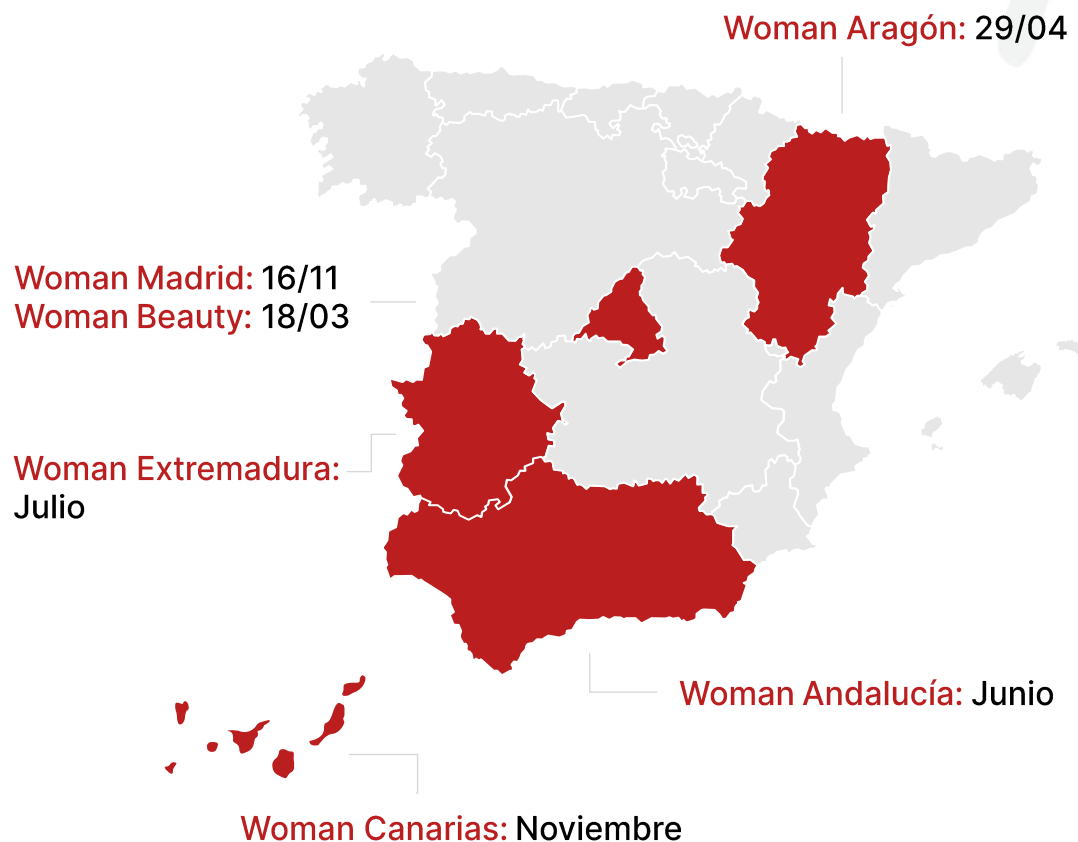 Woman Aragón: 29/04
Woman Madrid: 16/11
Woman Beauty: 18/03
Woman Extremadura:
Julio
Woman Andalucía: Junio
Woman Canarias: Noviembre